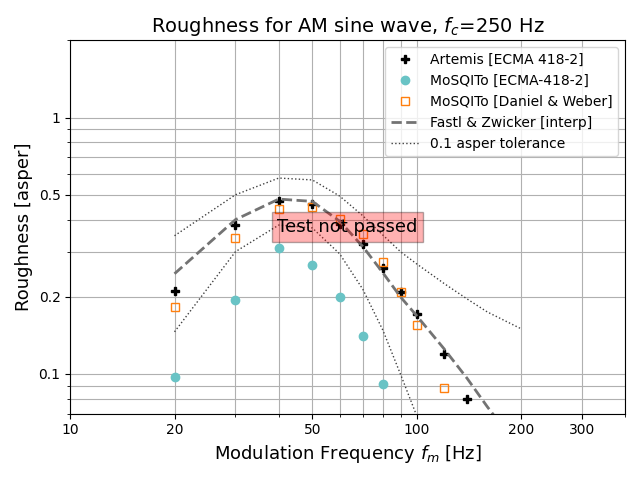 Roughness for AM sine wave, f_c=250 Hz
Artemis [ECMA 418-2]
MoSQITo [ECMA-418-2]
MoSQITo [Daniel & Weber]
Fastl & Zwicker [interp]
0.1 asper tolerance
Roughness [asper]
1
0.5
0.2
0.1
Test not passed
10
20
50
100
200
300
Modulation Frequency f_m [Hz]